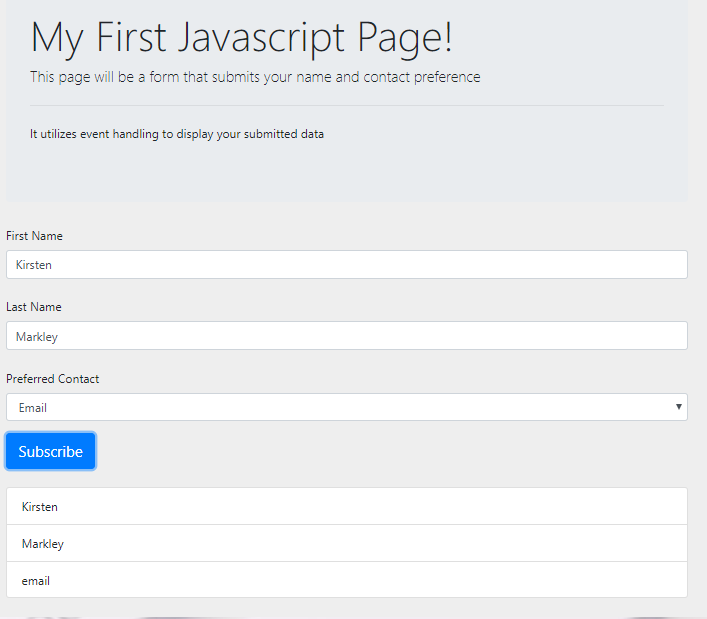 My First Javascript Page!
This page will be a form that submits your name and contact preference
It utilizes event handling to display your submitted data
First Name
Kirsten
Last Name
Markley
Preferred Contact
Email
Subscribe
Kirsten
Markley
email